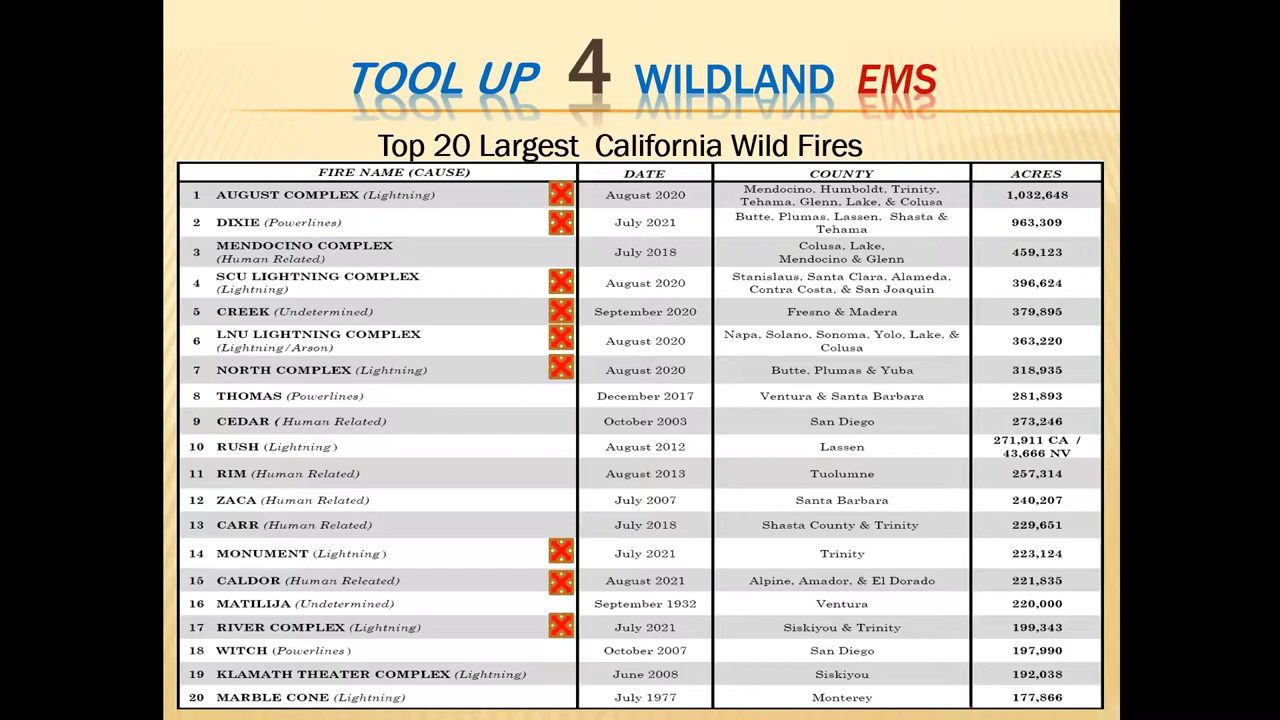 TOOL UP 4 WILDLAND EMS
Top 20 Largest California Wild Fires
FIRE NAME (CAUSE) DATE COUNTY ACRES
1 AUGUST COMPLEX (Lightning) August 2020 Mendocino, Humboldt, Trinity, Tehama, Glenn, Lake, & Colusa 1,032,648
2 DIXIE (Powerlines) July 2021 Butte, Plumas, Lassen, Shasta & Tehama 963,309
3 MENDOCINO COMPLEX (Human Related) July 2018 Colusa, Lake, Mendocino & Glenn 459,123
4 SCU LIGHTNING COMPLEX (Lightning) August 2020 Stanislaus, Santa Clara, Alameda, Contra Costa, & San Joaquin 396,624
5 CREEK (Undetermined) September 2020 Fresno & Madera 379,895
6 LNU LIGHTNING COMPLEX (Lightning/Arson) August 2020 Napa, Solano, Sonoma, Yolo, Lake, & Colusa 363,220
7 NORTH COMPLEX (Lightning) August 2020 Butte, Plumas & Yuba 318,935
8 THOMAS (Powerlines) December 2017 Ventura & Santa Barbara 281,893
9 CEDAR ( Human Related) October 2003 San Diego 273,246
10 RUSH (Lightning ) August 2012 Lassen 271,911 CA / 43,666 NV
11 RIM (Human Related) August 2013 Tuolumne 257,314
12 ZACA (Human Related) July 2007 Santa Barbara 240,207
13 CARR (Human Related) July 2018 Shasta County & Trinity 229,651
14 MONUMENT (Lightning ) July 2021 Trinity 223,124
15 CALDOR (Human Releated) August 2021 Alpine, Amador, & El Dorado 221,835
16 MATILIJA (Undetermined) September 1932 Ventura 220,000
17 RIVER COMPLEX (Lightning) July 2021 Siskiyou & Trinity 199,343
18 WITCH (Powerlines ) October 2007 San Diego 197,990
19 KLAMATH THEATER COMPLEX (Lightning) June 2008 Siskiyou 192,038
20 MARBLE CONE (Lightning) July 1977 Monterey 177,866